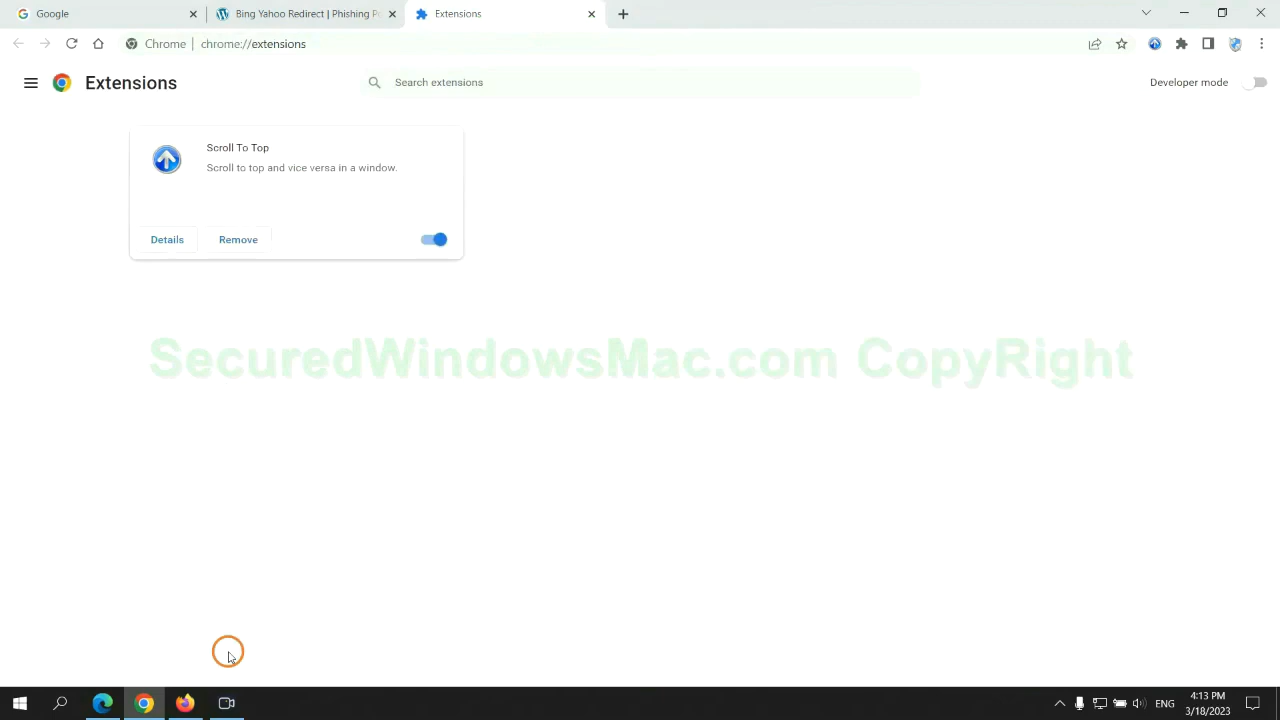 Google
Bing Yahoo Redirect | Phishing P
Extensions
Chrome | chrome://extensions
Extensions
Search extensions
Developer mode
Scroll To Top
Scroll to top and vice versa in a window.
Details
Remove
SecuredWindowsMac.com CopyRight
ENG
4:13 PM
3/18/2023